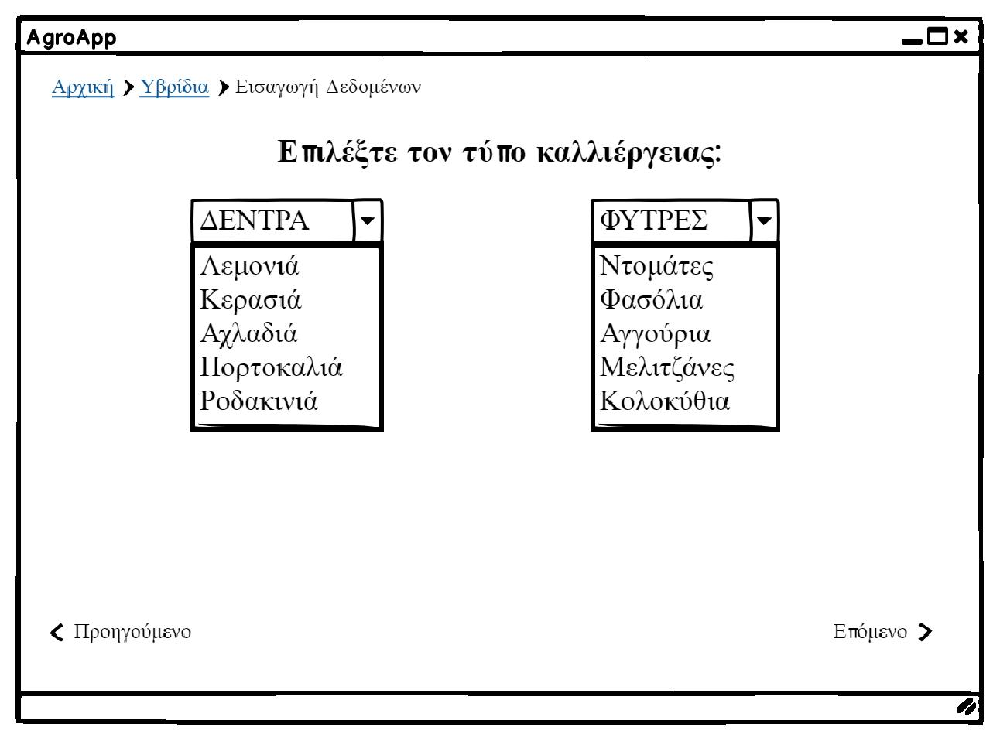 AgroApp
Αρχική Υβρίδια Εισαγωγή Δεδομένων
Επιλέξτε τον τύπο καλλιέργειας:
ΔΕΝΤΡΑ
Λεμονιά
Κερασιά
Αχλαδιά
Πορτοκαλιά
Ροδακινιά
ΦΥΤΡΕΣ
Ντομάτες
Φασόλια
Αγγούρια
Μελιτζάνες
Κολοκύθια
Προηγούμενο
Επόμενο